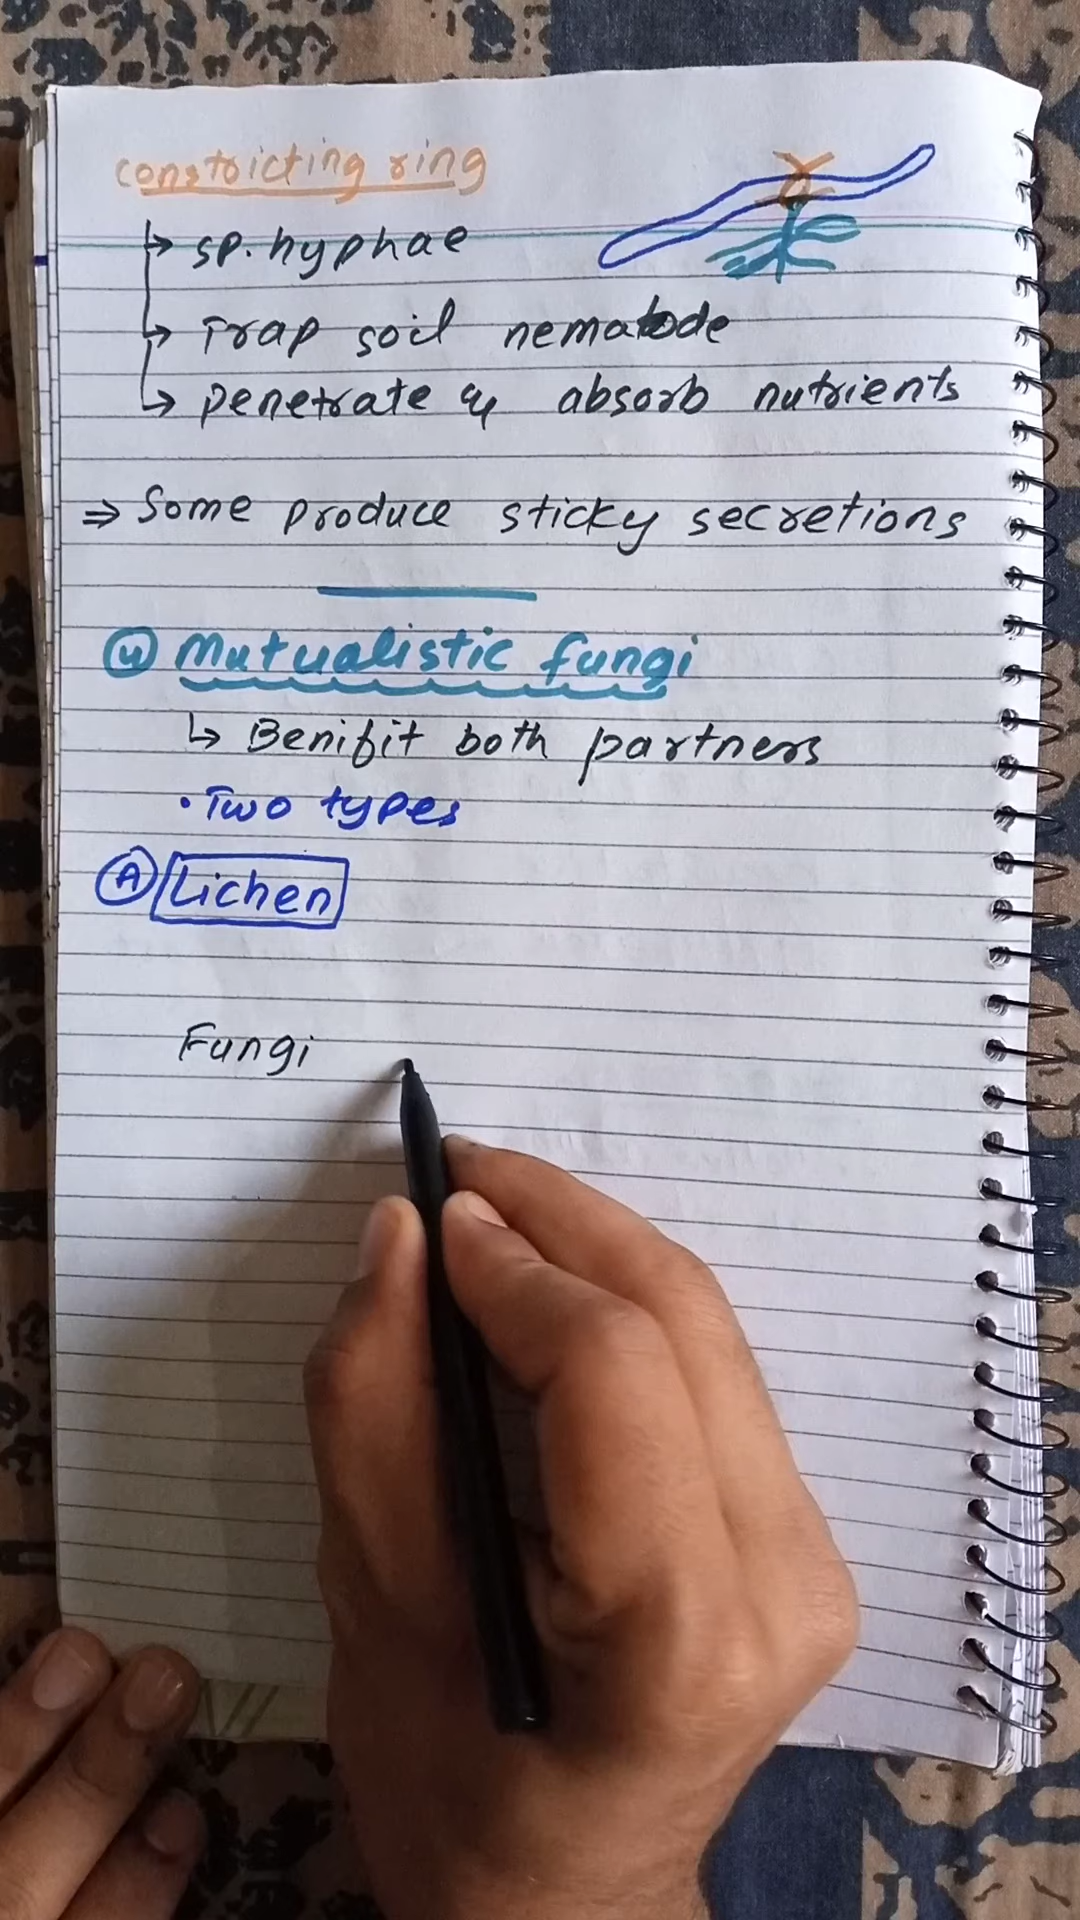 constricting ring
→ sp. hyphae
→ Trap soil nematode
→ Penetrate & absorb nutrients
⇒ Some produce sticky secretions
④ Mutualistic fungi
↳ Benifit both partners
• Two types
Ⓐ Lichen
Fungi